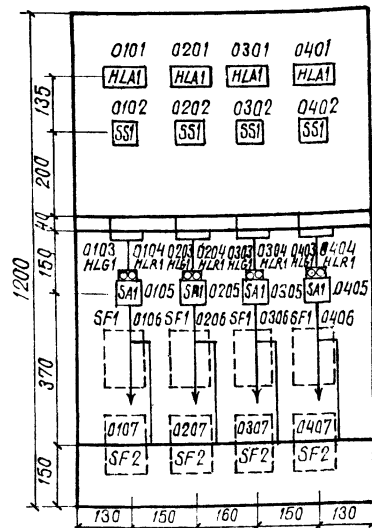 0101 0201 0301 0401
HLA1 HLA1 HLA1 HLA1
0102 0202 0302 0402
SS1 SS1 SS1 SS1
0103 0104 0203 0204 0303 0304 0403 0404
HLG1 HLR1 HLG1 HLR1 HLG1 HLR1 HLG1 HLR1
SA1 0105 SA1 0205 SA1 0305 SA1 0405
SF1 0106 SF1 0206 SF1 0306 SF1 0406
0107 0207 0307 0407
SF2 SF2 SF2 SF2
130 150 160 150 130
1200
135
200
40
150
370
150